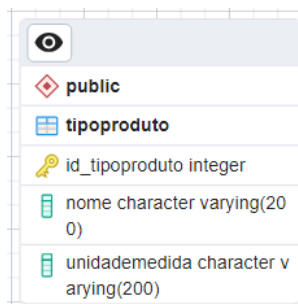 public
tipoproduto
id_tipoproduto integer
nome character varying(20
0)
unidademedida character v
arying(200)